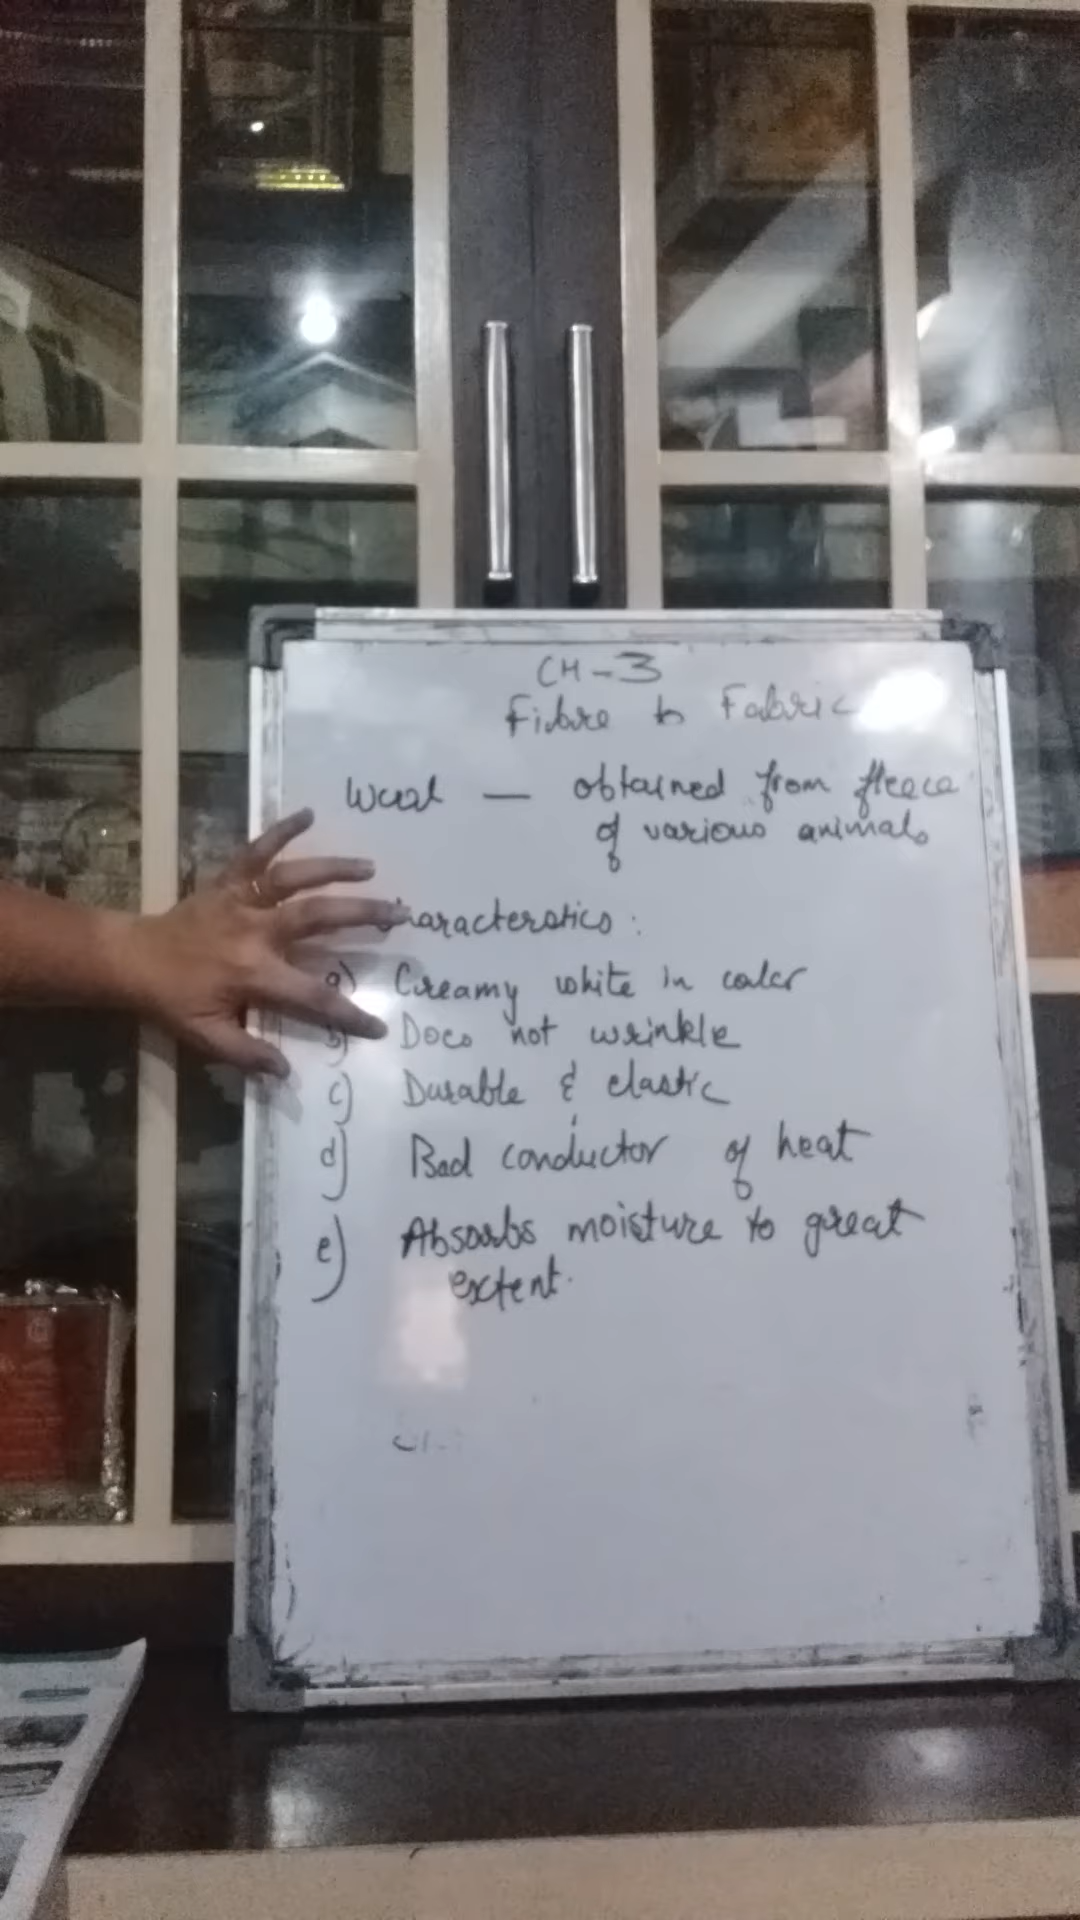 CH-3
Fibre to Fabric
Wool — obtained from fleece
of various animals
characterstics :
a) Creamy white in color
b) Does not wrinkle
c) Durable & elastic
d) Bad conductor of heat
e) Absorbs moisture to great
extent.